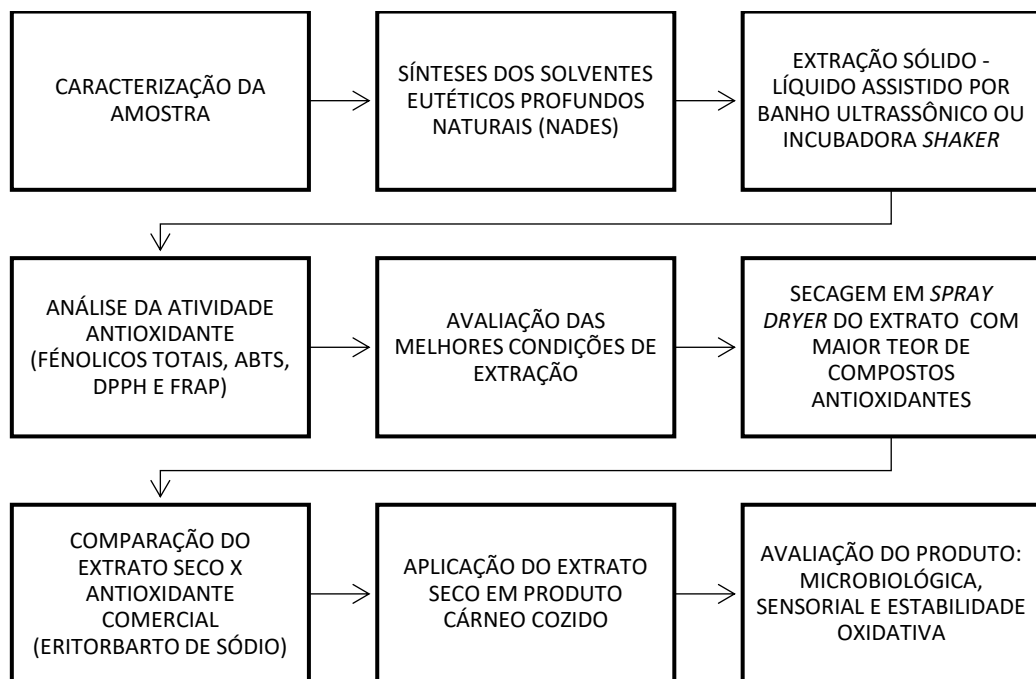 CARACTERIZAÇÃO DA
AMOSTRA
SÍNTESES DOS SOLVENTES
EUTÉTICOS PROFUNDOS
NATURAIS (NADES)
EXTRAÇÃO SÓLIDO -
LÍQUIDO ASSISTIDO POR
BANHO ULTRASSÔNICO OU
INCUBADORA SHAKER
ANÁLISE DA ATIVIDADE
ANTIOXIDANTE
(FÉNOLICOS TOTAIS, ABTS,
DPPH E FRAP)
AVALIAÇÃO DAS
MELHORES CONDIÇÕES DE
EXTRAÇÃO
SECAGEM EM SPRAY
DRYER DO EXTRATO COM
MAIOR TEOR DE
COMPOSTOS
ANTIOXIDANTES
COMPARAÇÃO DO
EXTRATO SECO X
ANTIOXIDANTE
COMERCIAL
(ERITORBARTO DE SÓDIO)
APLICAÇÃO DO EXTRATO
SECO EM PRODUTO
CÁRNEO COZIDO
AVALIAÇÃO DO PRODUTO:
MICROBIOLÓGICA,
SENSORIAL E ESTABILIDADE
OXIDATIVA